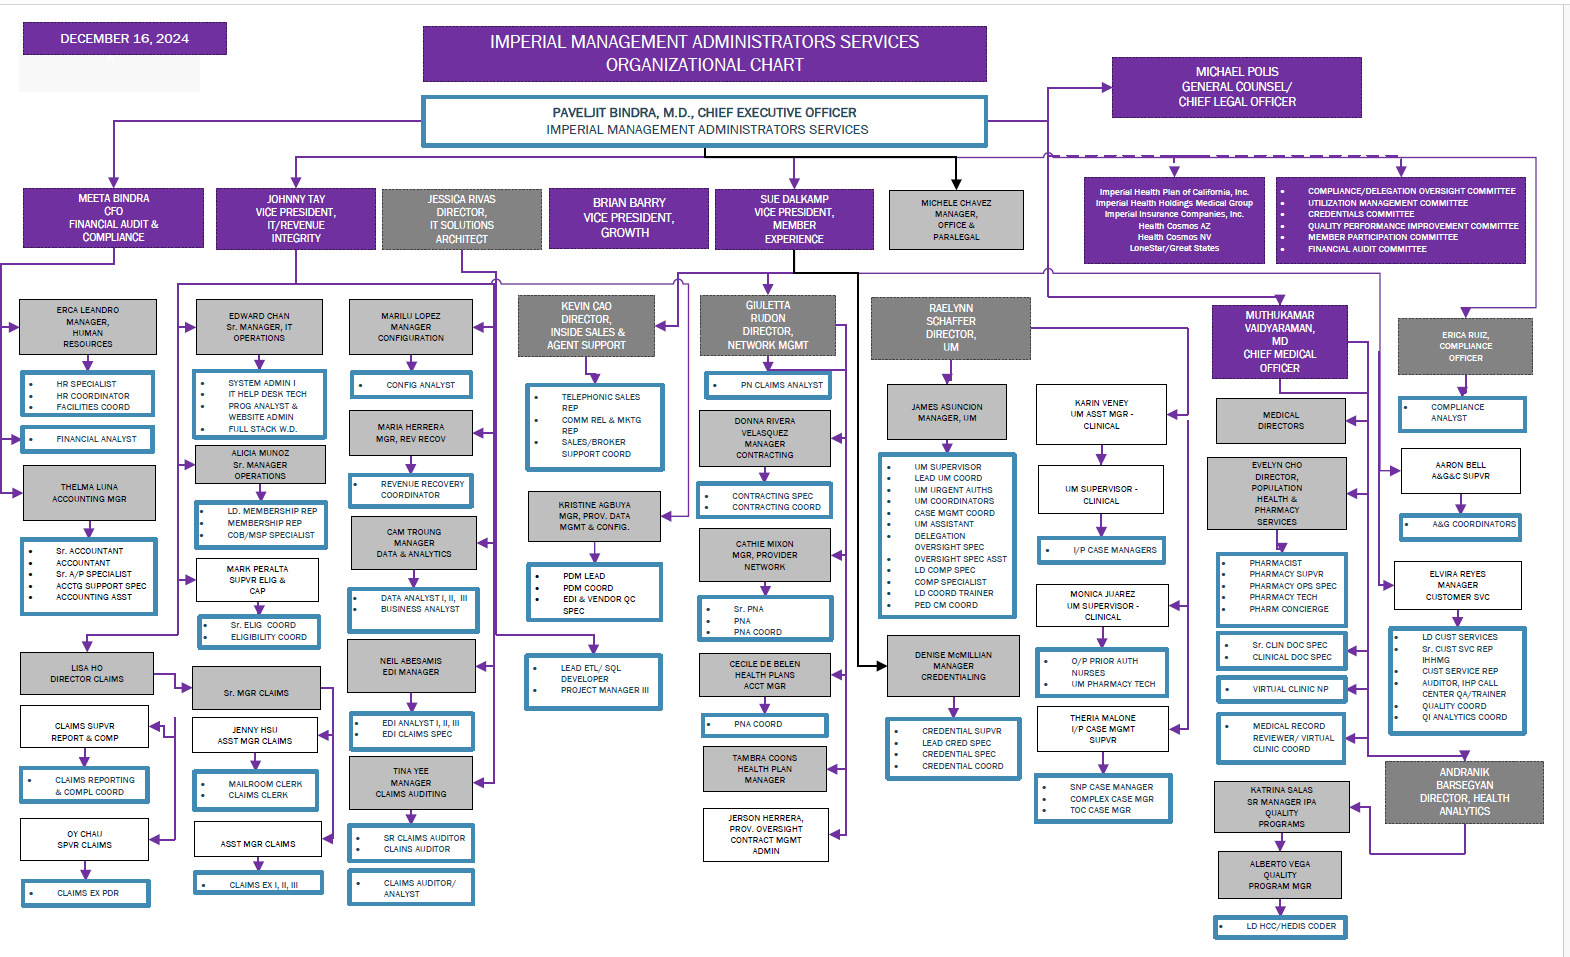 DECEMBER 16, 2024
IMPERIAL MANAGEMENT ADMINISTRATORS SERVICES
ORGANIZATIONAL CHART
MICHAEL POLIS
GENERAL COUNSEL/
CHIEF LEGAL OFFICER
PAVELJIT BINDRA, M.D., CHIEF EXECUTIVE OFFICER
IMPERIAL MANAGEMENT ADMINISTRATORS SERVICES
MEETA BINDRA
CFO
FINANCIAL AUDIT &
COMPLIANCE
JOHNNY TAY
VICE PRESIDENT,
IT/REVENUE
INTEGRITY
JESSICA RIVAS
DIRECTOR,
IT SOLUTIONS
ARCHITECT
BRIAN BARRY
VICE PRESIDENT,
GROWTH
SUE DALKAMP
VICE PRESIDENT,
MEMBER
EXPERIENCE
MICHELE CHAVEZ
MANAGER,
OFFICE &
PARALEGAL
Imperial Health Plan of California, Inc.
Imperial Health Holdings Medical Group
Imperial Insurance Companies, Inc.
Health Cosmos AZ
Health Cosmos NV
LoneStar/Great States
• COMPLIANCE/DELEGATION OVERSIGHT COMMITTEE
• UTILIZATION MANAGEMENT COMMITTEE
• CREDENTIALS COMMITTEE
• QUALITY PERFORMANCE IMPROVEMENT COMMITTEE
• MEMBER PARTICIPATION COMMITTEE
• FINANCIAL AUDIT COMMITTEE
ERCA LEANDRO
MANAGER,
HUMAN
RESOURCES
• HR SPECIALIST
• HR COORDINATOR
• FACILITIES COORD
• FINANCIAL ANALYST
THELMA LUNA
ACCOUNTING MGR
• Sr. ACCOUNTANT
• ACCOUNTANT
• Sr. A/P SPECIALIST
• ACCTG SUPPORT SPEC
• ACCOUNTING ASST
LISA HO
DIRECTOR CLAIMS
CLAIMS SUPVR
REPORT & COMP
• CLAIMS REPORTING
& COMPL COORD
OY CHAU
SPVR CLAIMS
• CLAIMS EX PDR
EDWARD CHAN
Sr. MANAGER, IT
OPERATIONS
• SYSTEM ADMIN I
• IT HELP DESK TECH
• PROG ANALYST &
WEBSITE ADMIN
• FULL STACK W.D.
ALICIA MUNOZ
Sr. MANAGER
OPERATIONS
• LD. MEMBERSHIP REP
• MEMBERSHIP REP
• COB/MSP SPECIALIST
MARK PERALTA
SUPVR ELIG &
CAP
• Sr. ELIG  COORD
• ELIGIBILITY COORD
Sr. MGR CLAIMS
JENNY HSU
ASST MGR CLAIMS
• MAILROOM CLERK
• CLAIMS CLERK
ASST MGR CLAIMS
• CLAIMS EX I, II, III
MARILU LOPEZ
MANAGER
CONFIGURATION
• CONFIG ANALYST
MARIA HERRERA
MGR, REV RECOV
• REVENUE RECOVERY
COORDINATOR
CAM TROUNG
MANAGER
DATA & ANALYTICS
• DATA ANALYST I, II, III
• BUSINESS ANALYST
NEIL ABESAMIS
EDI MANAGER
• EDI ANALYST I, II, III
• EDI CLAIMS SPEC
TINA YEE
MANAGER
CLAIMS AUDITING
• SR CLAIMS AUDITOR
• CLAINS AUDITOR
• CLAIMS AUDITOR/
ANALYST
KEVIN CAO
DIRECTOR,
INSIDE SALES &
AGENT SUPPORT
• TELEPHONIC SALES
REP
• COMM REL & MKTG
REP
• SALES/BROKER
SUPPORT COORD
KRISTINE AGBUYA
MGR, PROV. DATA
MGMT & CONFIG.
• PDM LEAD
• PDM COORD
• EDI & VENDOR QC
SPEC
• LEAD ETL/ SQL
DEVELOPER
• PROJECT MANAGER III
GIULETTA
RUDON
DIRECTOR,
NETWORK MGMT
• PN CLAIMS ANALYST
DONNA RIVERA
VELASQUEZ
MANAGER
CONTRACTING
• CONTRACTING SPEC
• CONTRACTING COORD
CATHIE MIXON
MGR, PROVIDER
NETWORK
• Sr. PNA
• PNA
• PNA COORD
CECILE DE BELEN
HEALTH PLANS
ACCT MGR
• PNA COORD
TAMBRA COONS
HEALTH PLAN
MANAGER
JERSON HERRERA,
PROV. OVERSIGHT
CONTRACT MGMT
ADMIN
RAELYNN
SCHAFFER
DIRECTOR,
UM
JAMES ASUNCION
MANAGER, UM
• UM SUPERVISOR
• LEAD UM COORD
• UM URGENT AUTHS
• UM COORDINATORS
• CASE MGMT COORD
• UM ASSISTANT
• DELEGATION
OVERSIGHT SPEC
• OVERSIGHT SPEC ASST
• LD COMP SPEC
• COMP SPECIALIST
• LD COORD TRAINER
• PED CM COORD
DENISE McMILLIAN
MANAGER
CREDENTIALING
• CREDENTIAL SUPVR
• LEAD CRED SPEC
• CREDENTIAL SPEC
• CREDENTIAL COORD
KARIN VENEY
UM ASST MGR -
CLINICAL
UM SUPERVISOR -
CLINICAL
• I/P CASE MANAGERS
MONICA JUAREZ
UM SUPERVISOR -
CLINICAL
• O/P PRIOR AUTH
NURSES
• UM PHARMACY TECH
THERIA MALONE
I/P CASE MGMT
SUPVR
• SNP CASE MANAGER
• COMPLEX CASE MGR
• TOC CASE MGR
MUTHUKAMAR
VAIDYARAMAN,
MD
CHIEF MEDICAL
OFFICER
MEDICAL
DIRECTORS
EVELYN CHO
DIRECTOR,
POPULATION
HEALTH &
PHARMACY
SERVICES
• PHARMACIST
• PHARMACY SUPVR
• PHARMACY OPS SPEC
• PHARMACY TECH
• PHARM CONCIERGE
• Sr. CLIN DOC SPEC
• CLINICAL DOC SPEC
• VIRTUAL CLINIC NP
• MEDICAL RECORD
REVIEWER/ VIRTUAL
CLINIC COORD
KATRINA SALAS
SR MANAGER IPA
QUALITY
PROGRAMS
ALBERTO VEGA
QUALITY
PROGRAM MGR
• LD HCC/HEDIS CODER
ERICA RUIZ,
COMPLIANCE
OFFICER
• COMPLIANCE
ANALYST
AARON BELL
A&G&C SUPVR
• A&G COORDINATORS
ELVIRA REYES
MANAGER
CUSTOMER SVC
• LD CUST SERVICES
• Sr. CUST SVC REP
IHHMG
• CUST SERVICE REP
• AUDITOR, IHP CALL
CENTER QA/TRAINER
• QUALITY COORD
• QI ANALYTICS COORD
ANDRANIK
BARSEGYAN
DIRECTOR, HEALTH
ANALYTICS